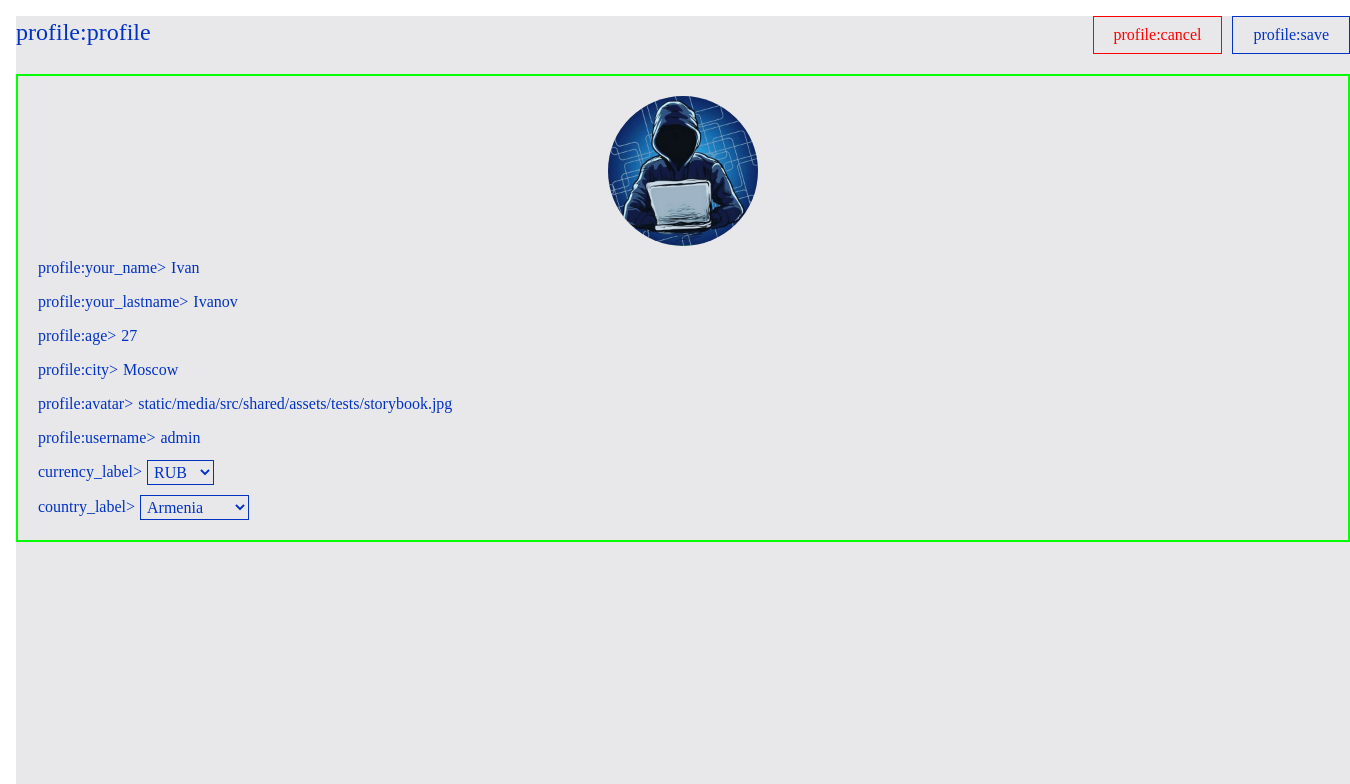 profile:profile
profile:cancel
profile:save
profile:your_name> Ivan
profile:your_lastname> Ivanov
profile:age> 27
profile:city> Moscow
profile:avatar> static/media/src/shared/assets/tests/storybook.jpg
profile:username> admin
currency_label> RUB
country_label> Armenia